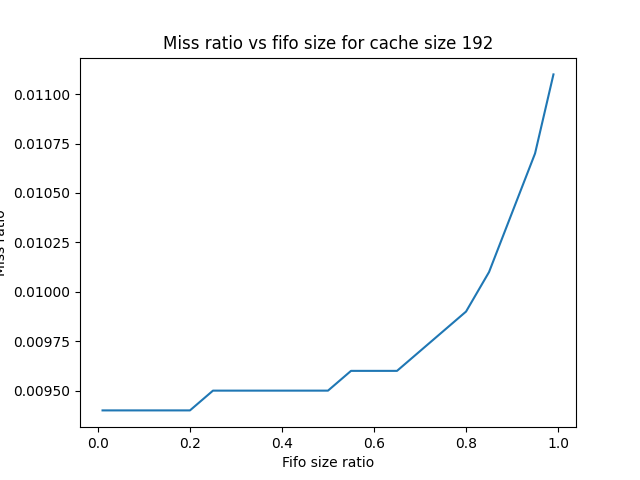 Miss ratio vs fifo size for cache size 192
0.01100
0.01075
0.01050
0.01025
0.01000
0.00975
0.00950
Miss ratio
0.0 0.2 0.4 0.6 0.8 1.0
Fifo size ratio